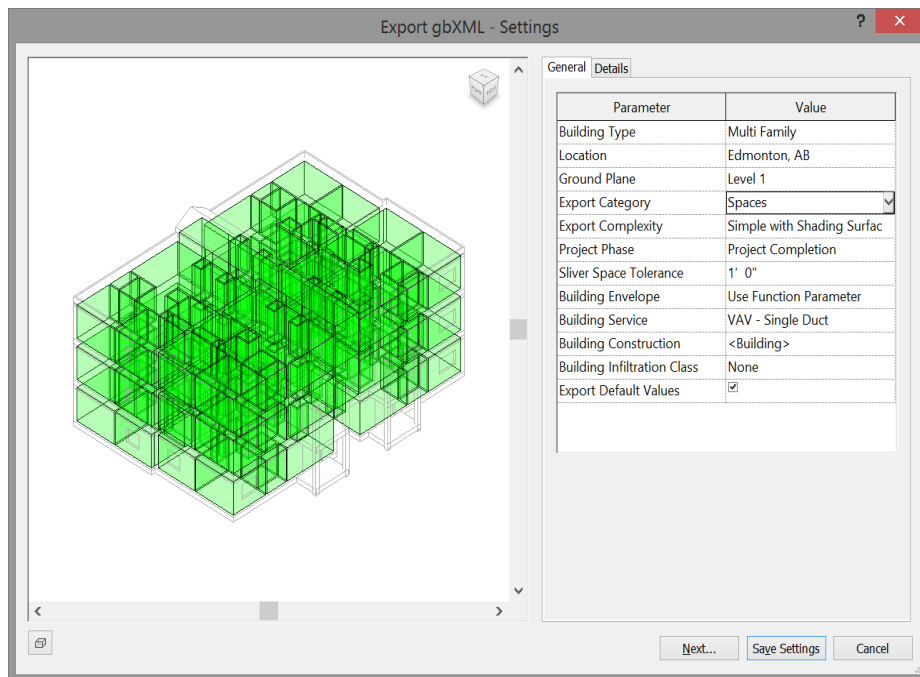 Export gbXML - Settings
?
General Details
Parameter Value
Building Type Multi Family
Location Edmonton, AB
Ground Plane Level 1
Export Category Spaces
Export Complexity Simple with Shading Surfac
Project Phase Project Completion
Sliver Space Tolerance 1' 0"
Building Envelope Use Function Parameter
Building Service VAV - Single Duct
Building Construction <Building>
Building Infiltration Class None
Export Default Values
Next... Save Settings Cancel